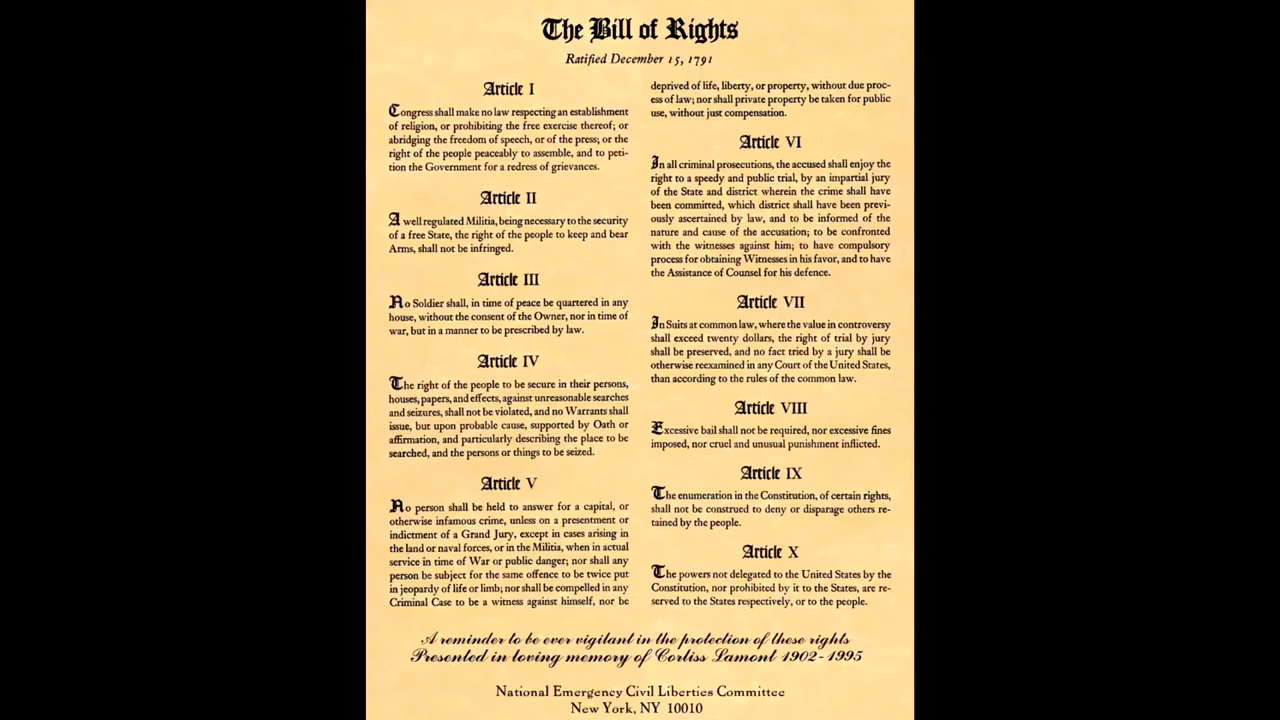 The Bill of Rights
Ratified December 15, 1791
Article I
Congress shall make no law respecting an establishment
of religion, or prohibiting the free exercise thereof; or
abridging the freedom of speech, or of the press; or the
right of the people peaceably to assemble, and to peti-
tion the Government for a redress of grievances.
Article II
A well regulated Militia, being necessary to the security
of a free State, the right of the people to keep and bear
Arms, shall not be infringed.
Article III
No Soldier shall, in time of peace be quartered in any
house, without the consent of the Owner, nor in time of
war, but in a manner to be prescribed by law.
Article IV
The right of the people to be secure in their persons,
houses, papers, and effects, against unreasonable searches
and seizures, shall not be violated, and no Warrants shall
issue, but upon probable cause, supported by Oath or
affirmation, and particularly describing the place to be
searched, and the persons or things to be seized.
Article V
No person shall be held to answer for a capital, or
otherwise infamous crime, unless on a presentment or
indictment of a Grand Jury, except in cases arising in
the land or naval forces, or in the Militia, when in actual
service in time of War or public danger; nor shall any
person be subject for the same offence to be twice put
in jeopardy of life or limb; nor shall be compelled in any
Criminal Case to be a witness against himself, nor be
deprived of life, liberty, or property, without due proc-
ess of law; nor shall private property be taken for public
use, without just compensation.
Article VI
In all criminal prosecutions, the accused shall enjoy the
right to a speedy and public trial, by an impartial jury
of the State and district wherein the crime shall have
been committed, which district shall have been previ-
ously ascertained by law, and to be informed of the
nature and cause of the accusation; to be confronted
with the witnesses against him; to have compulsory
process for obtaining Witnesses in his favor, and to have
the Assistance of Counsel for his defence.
Article VII
In Suits at common law, where the value in controversy
shall exceed twenty dollars, the right of trial by jury
shall be preserved, and no fact tried by a jury shall be
otherwise reexamined in any Court of the United States,
than according to the rules of the common law.
Article VIII
Excessive bail shall not be required, nor excessive fines
imposed, nor cruel and unusual punishment inflicted.
Article IX
The enumeration in the Constitution, of certain rights,
shall not be construed to deny or disparage others re-
tained by the people.
Article X
The powers not delegated to the United States by the
Constitution, nor prohibited by it to the States, are re-
served to the States respectively, or to the people.
A reminder to be ever vigilant in the protection of these rights
Presented in loving memory of Corliss Lamont 1902-1995
National Emergency Civil Liberties Committee
New York, NY 10010